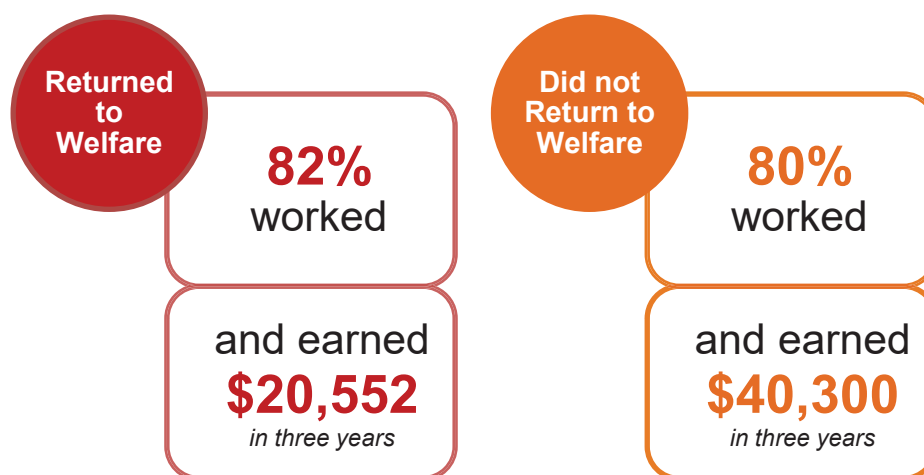 Returned
to
Welfare
82%
worked
and earned
$20,552
in three years
Did not
Return to
Welfare
80%
worked
and earned
$40,300
in three years